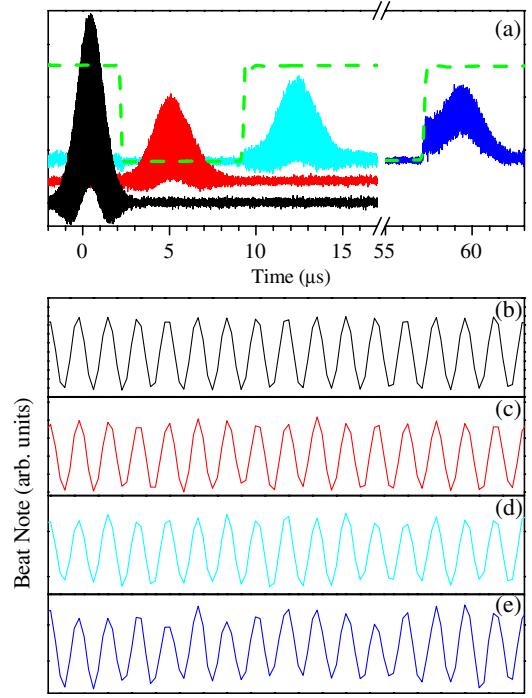 (a)
0 5 10 15 55 60
Time (µs)
(b)
(c)
(d)
(e)
Beat Note (arb. units)